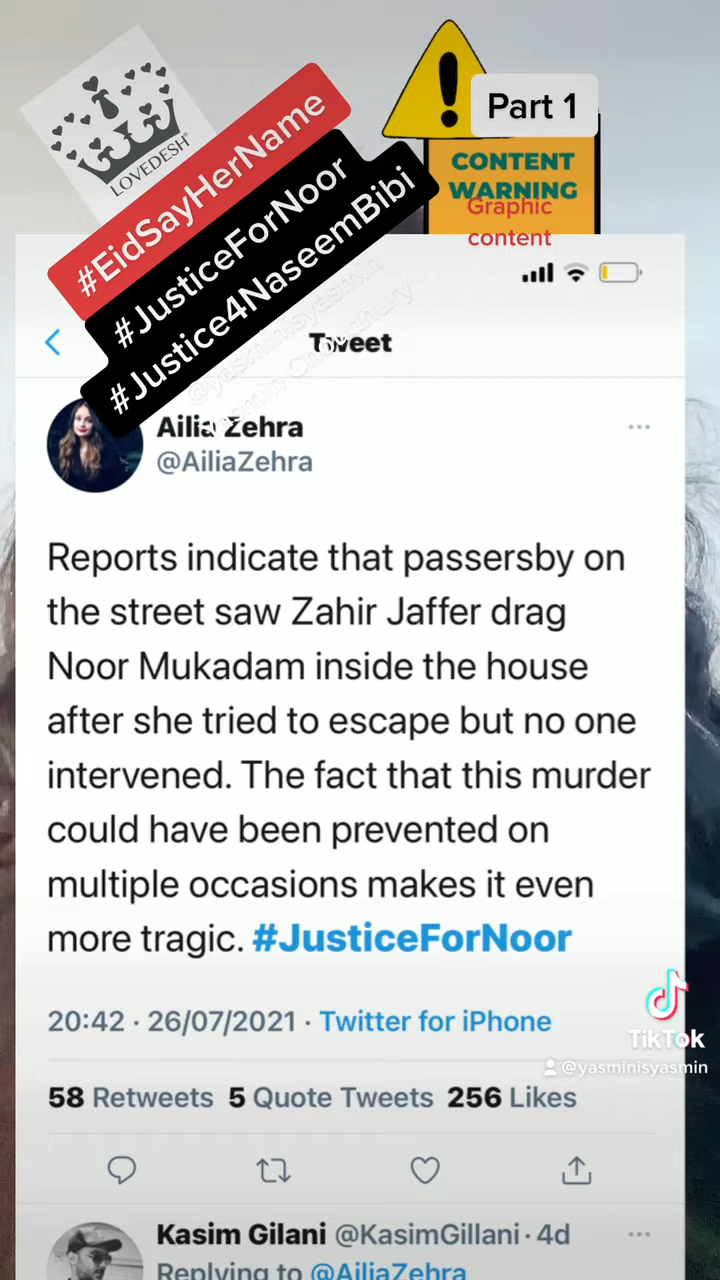 LOVEDESH
#EidSayHerName
#JusticeForNoor
#Justice4NaseemBibi
Part 1
CONTENT
WARNING
Graphic
content
@yasminisyasmin
Tweet
Ailia Zehra
@AiliaZehra
Reports indicate that passersby on
the street saw Zahir Jaffer drag
Noor Mukadam inside the house
after she tried to escape but no one
intervened. The fact that this murder
could have been prevented on
multiple occasions makes it even
more tragic. #JusticeForNoor
20:42 · 26/07/2021 · Twitter for iPhone
58 Retweets 5 Quote Tweets 256 Likes
TikTok
@yasminisyasmin
Kasim Gilani @KasimGillani · 4d
Replying to @AiliaZehra